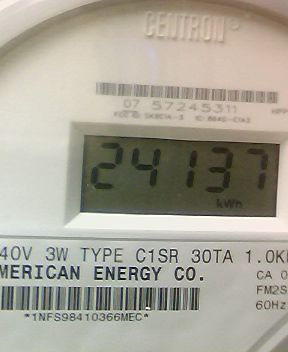 CENTRON®
07 57245311
24137
kWh
40V 3W TYPE C1SR 30TA 1.0K
MERICAN ENERGY CO.
CA 0
FM2S
60Hz
*1NFS98410366MEC*